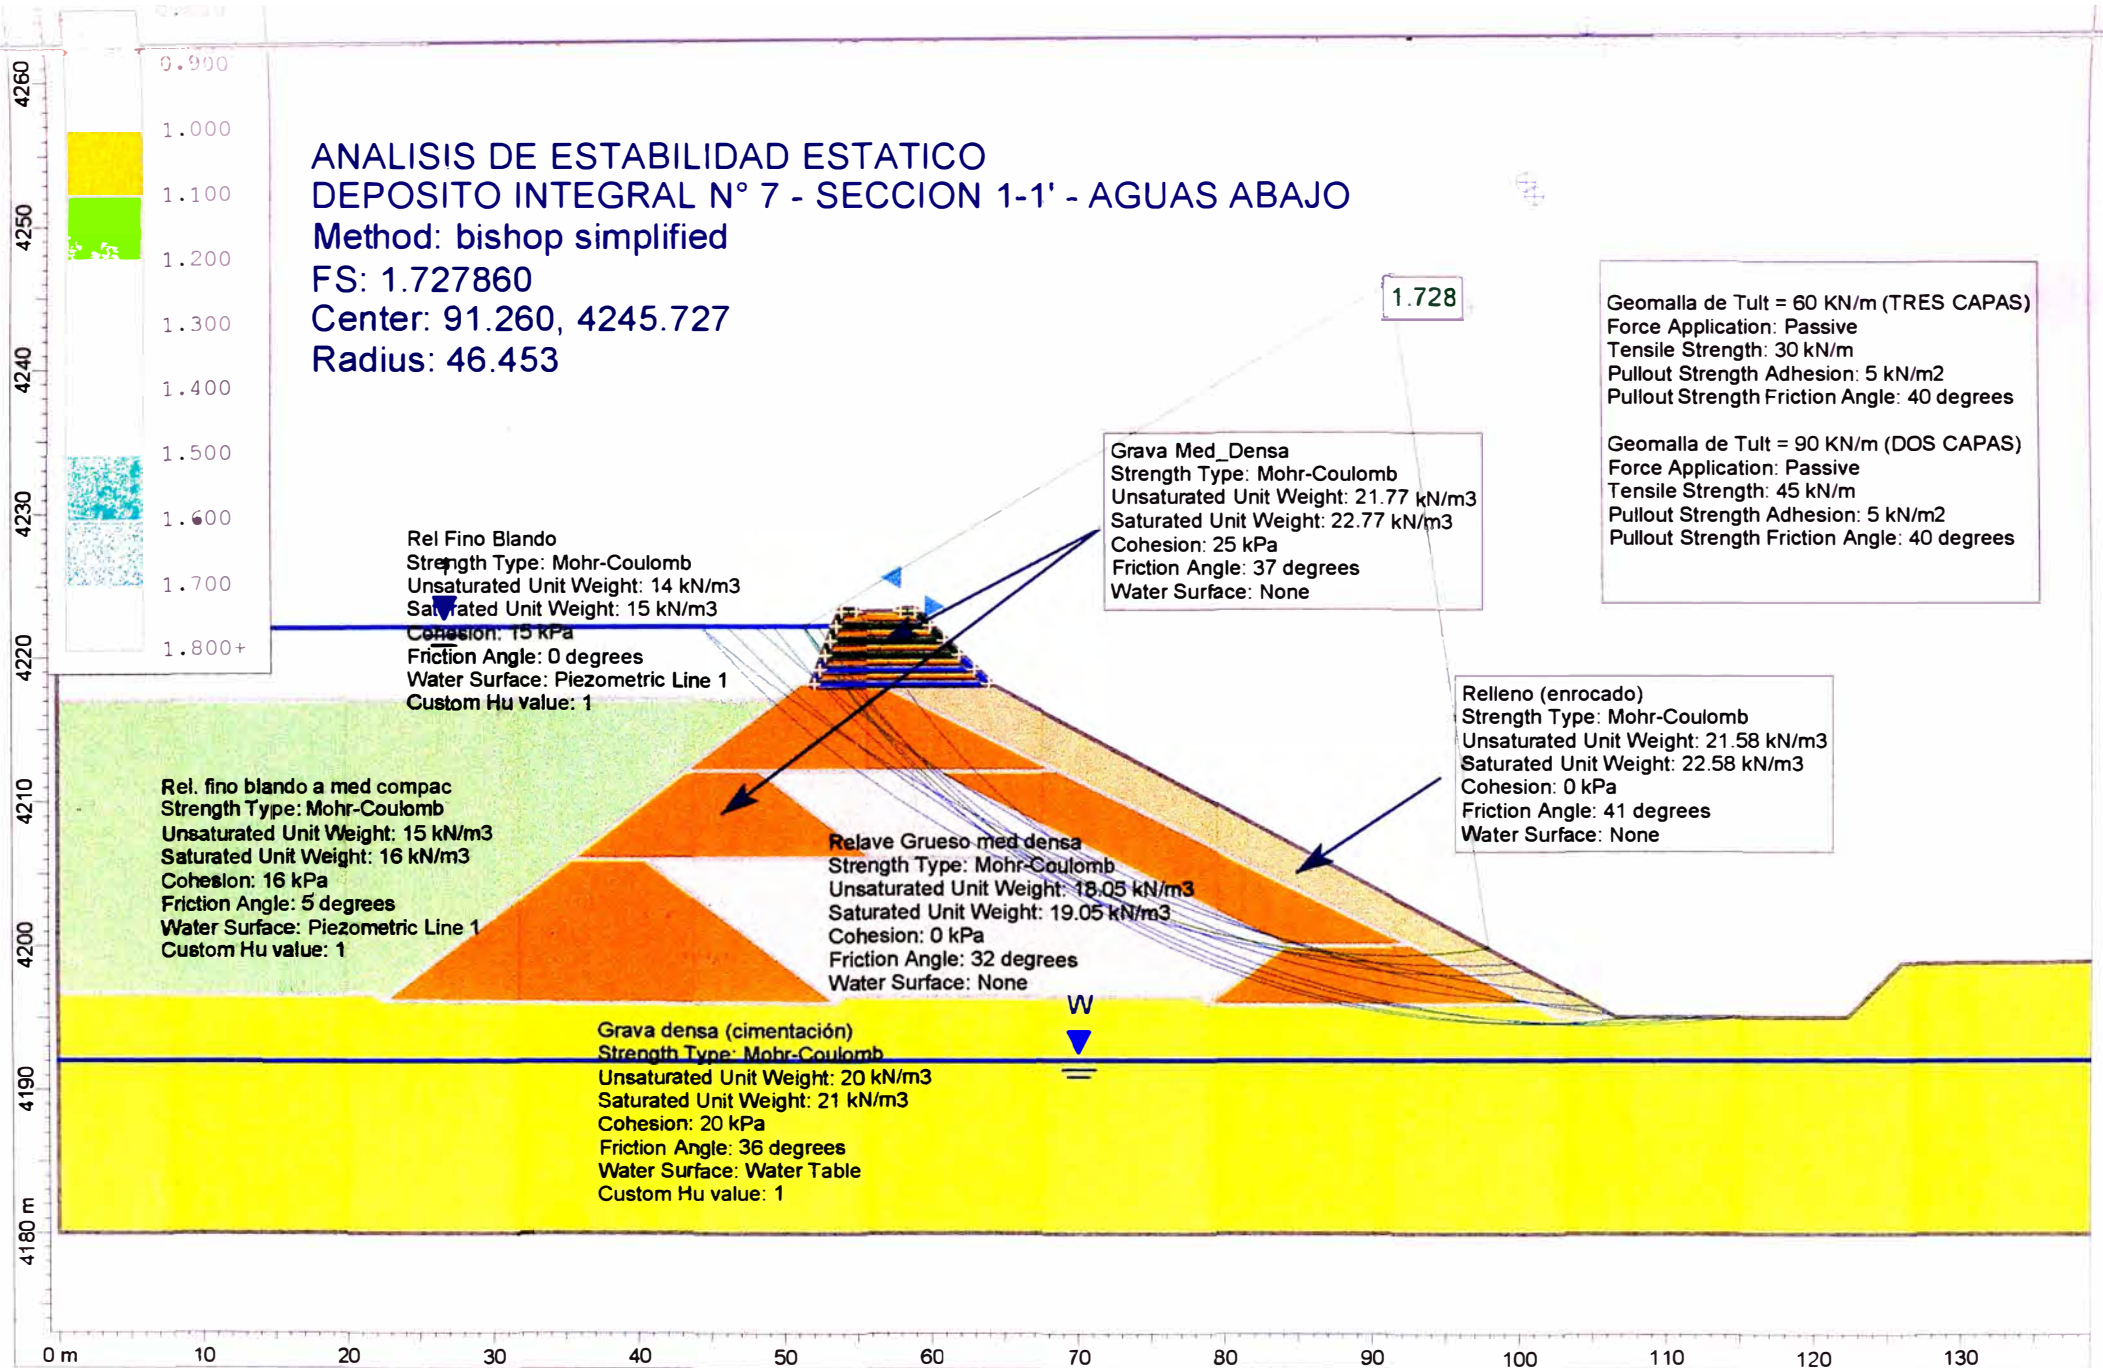 0.900
1.000
1.100
1.200
1.300
1.400
1.500
1.600
1.700
1.800+
ANALISIS DE ESTABILIDAD ESTATICO
DEPOSITO INTEGRAL N° 7 - SECCION 1-1' - AGUAS ABAJO
Method: bishop simplified
FS: 1.727860
Center: 91.260, 4245.727
Radius: 46.453
1.728
Geomalla de Tult = 60 KN/m (TRES CAPAS)
Force Application: Passive
Tensile Strength: 30 kN/m
Pullout Strength Adhesion: 5 kN/m2
Pullout Strength Friction Angle: 40 degrees
Geomalla de Tult = 90 KN/m (DOS CAPAS)
Force Application: Passive
Tensile Strength: 45 kN/m
Pullout Strength Adhesion: 5 kN/m2
Pullout Strength Friction Angle: 40 degrees
Grava Med_Densa
Strength Type: Mohr-Coulomb
Unsaturated Unit Weight: 21.77 kN/m3
Saturated Unit Weight: 22.77 kN/m3
Cohesion: 25 kPa
Friction Angle: 37 degrees
Water Surface: None
Rel Fino Blando
Strength Type: Mohr-Coulomb
Unsaturated Unit Weight: 14 kN/m3
Saturated Unit Weight: 15 kN/m3
Cohesion: 15 kPa
Friction Angle: 0 degrees
Water Surface: Piezometric Line 1
Custom Hu value: 1
Relleno (enrocado)
Strength Type: Mohr-Coulomb
Unsaturated Unit Weight: 21.58 kN/m3
Saturated Unit Weight: 22.58 kN/m3
Cohesion: 0 kPa
Friction Angle: 41 degrees
Water Surface: None
Rel. fino blando a med compac
Strength Type: Mohr-Coulomb
Unsaturated Unit Weight: 15 kN/m3
Saturated Unit Weight: 16 kN/m3
Cohesion: 16 kPa
Friction Angle: 5 degrees
Water Surface: Piezometric Line 1
Custom Hu value: 1
Relave Grueso med densa
Strength Type: Mohr-Coulomb
Unsaturated Unit Weight: 18.05 kN/m3
Saturated Unit Weight: 19.05 kN/m3
Cohesion: 0 kPa
Friction Angle: 32 degrees
Water Surface: None
W
Grava densa (cimentación)
Strength Type: Mohr-Coulomb
Unsaturated Unit Weight: 20 kN/m3
Saturated Unit Weight: 21 kN/m3
Cohesion: 20 kPa
Friction Angle: 36 degrees
Water Surface: Water Table
Custom Hu value: 1
4260
4250
4240
4230
4220
4210
4200
4190
4180 m
0 m 10 20 30 40 50 60 70 80 90 100 110 120 130